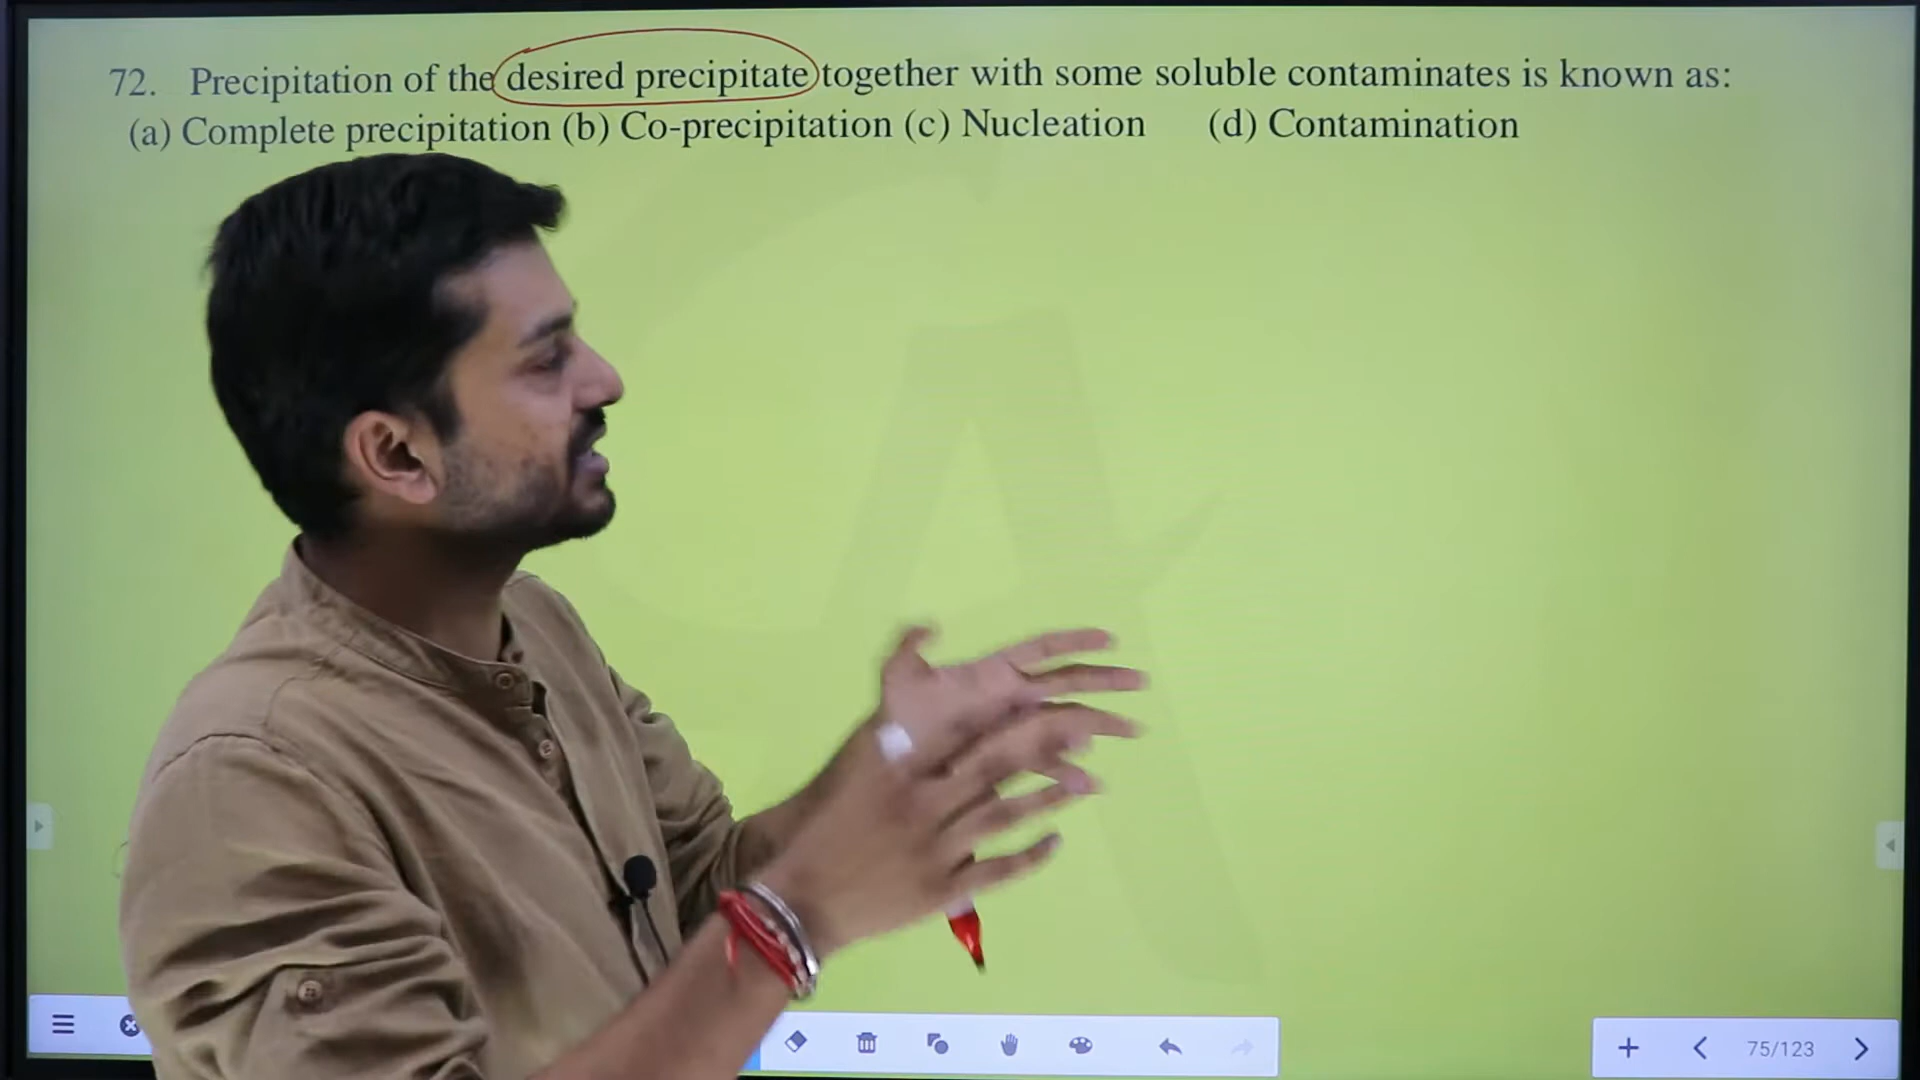 72. Precipitation of the desired precipitate together with some soluble contaminates is known as:
(a) Complete precipitation (b) Co-precipitation (c) Nucleation (d) Contamination
75/123